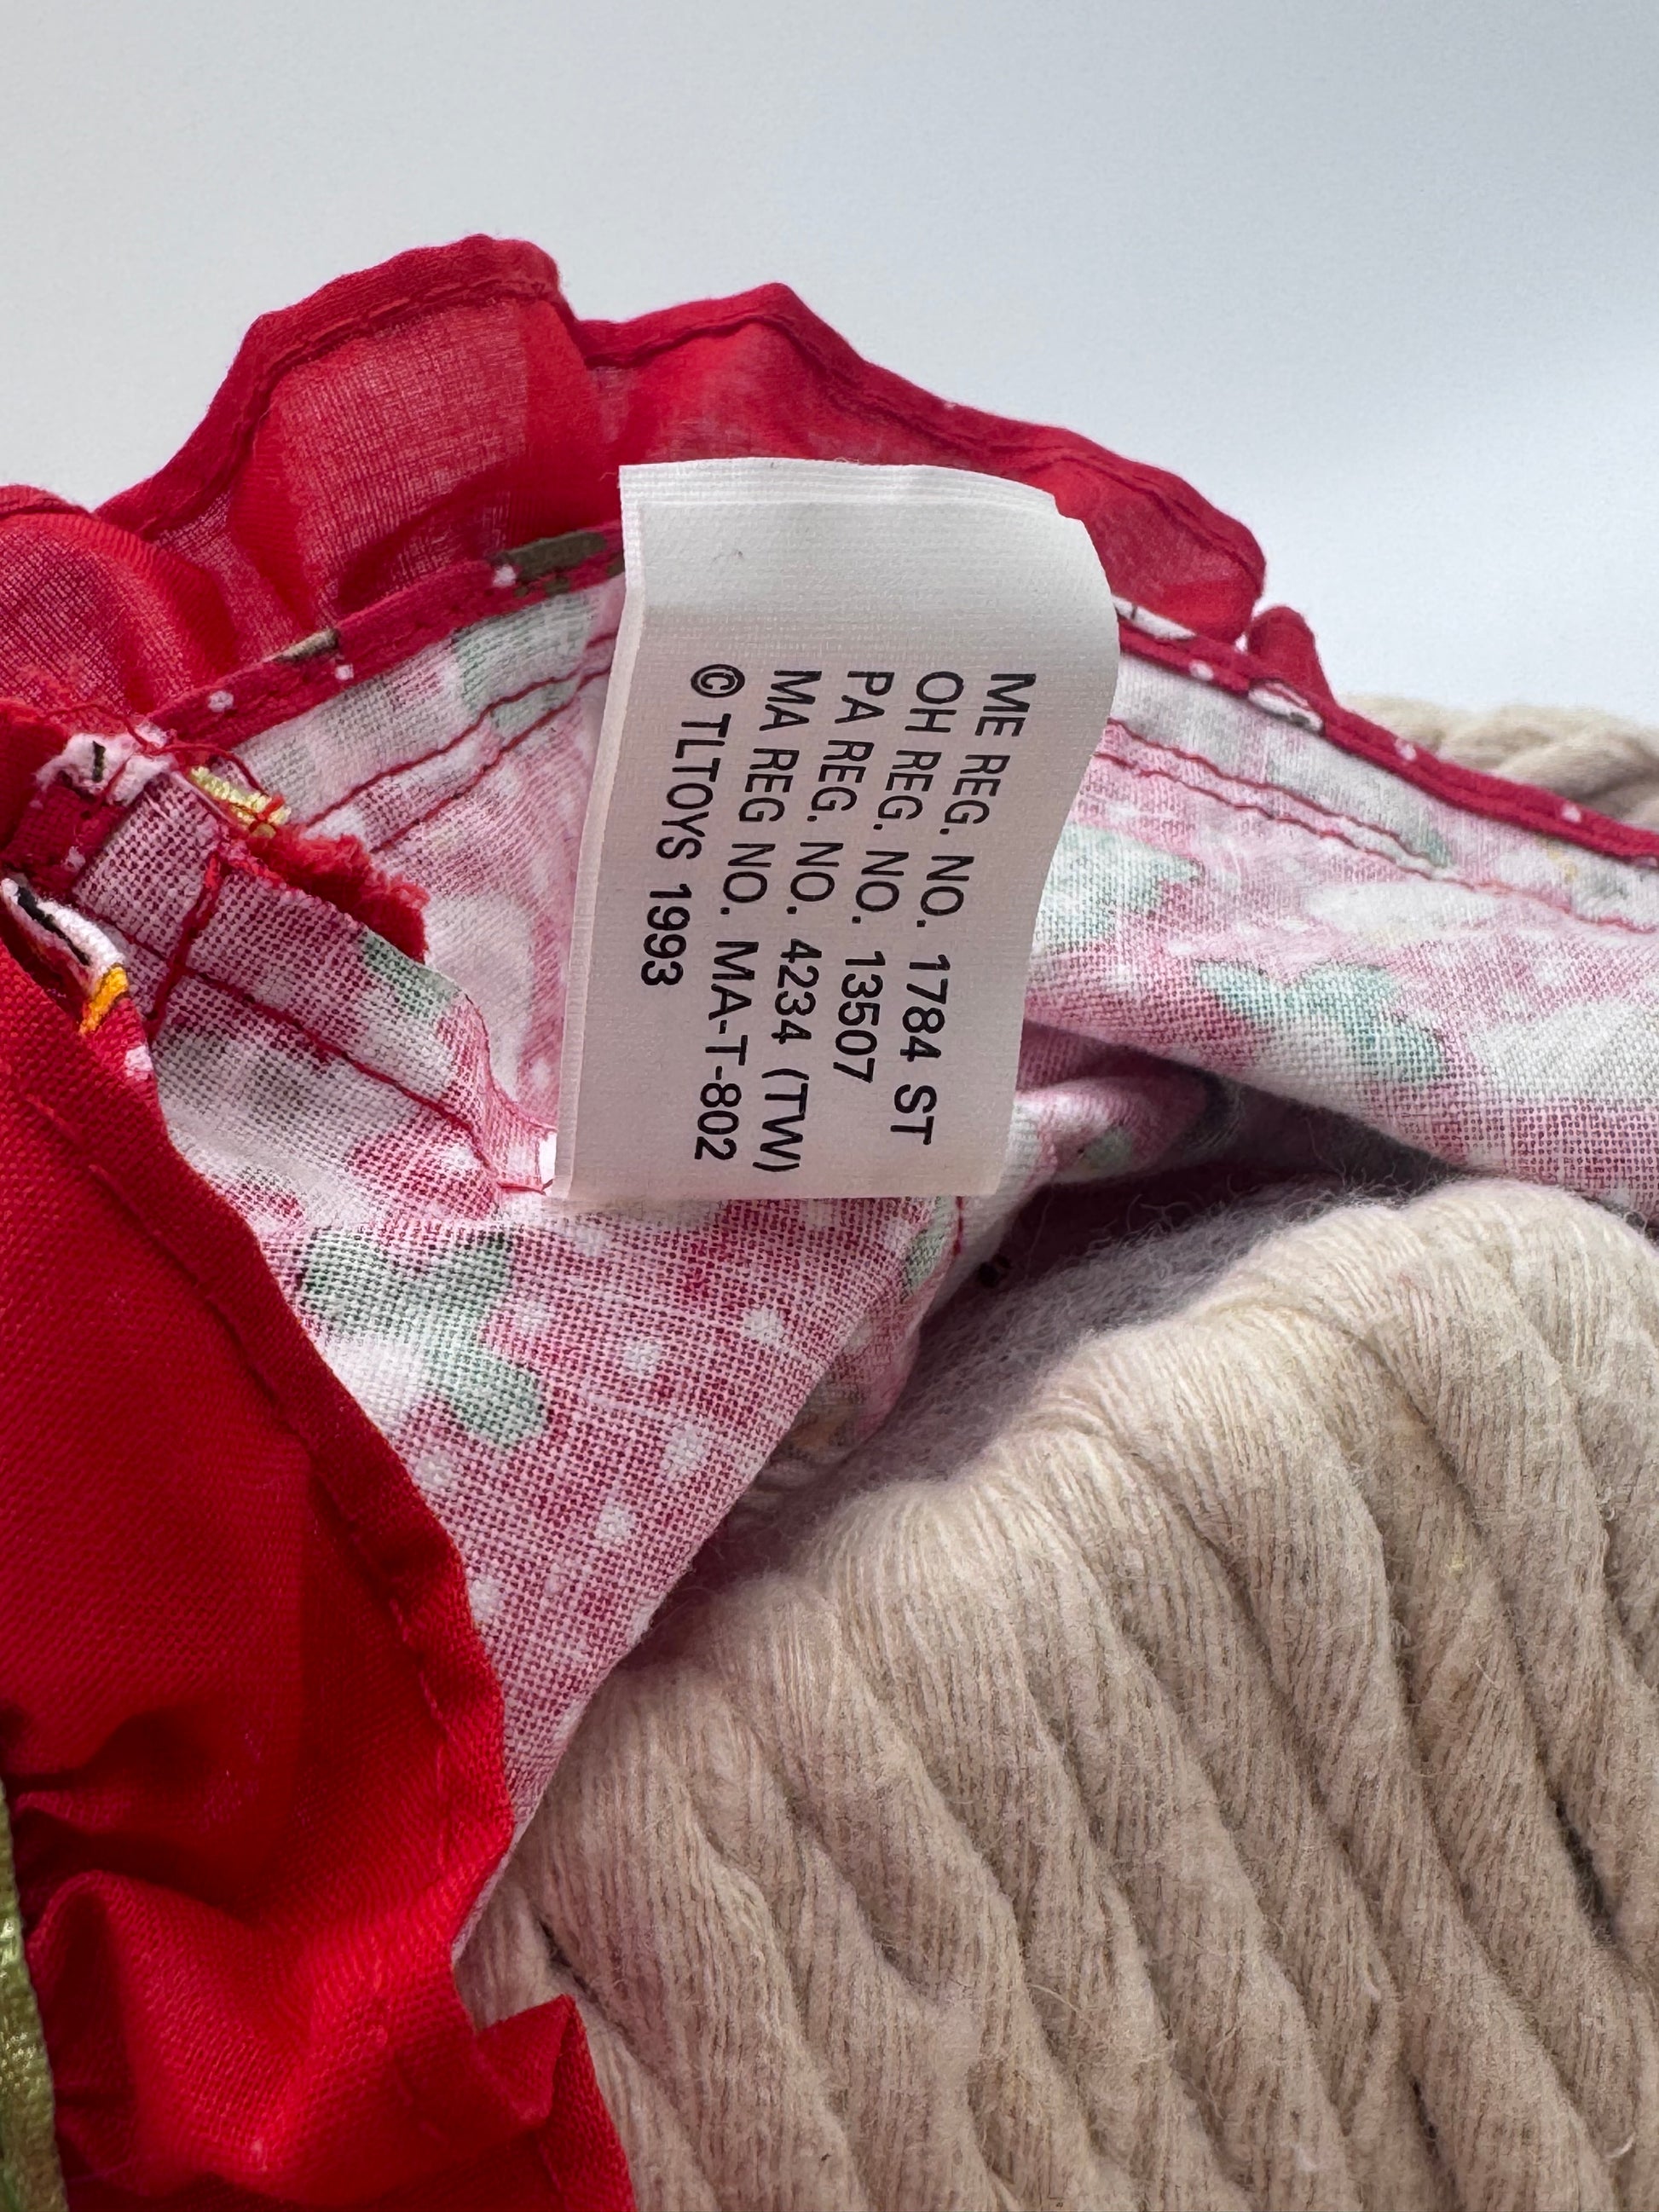 ME REG. NO. 1784 ST
OH REG. NO. 13507
PA REG. NO. 4234 (TW)
MA REG NO. MA-T-802
© TLTOYS 1993